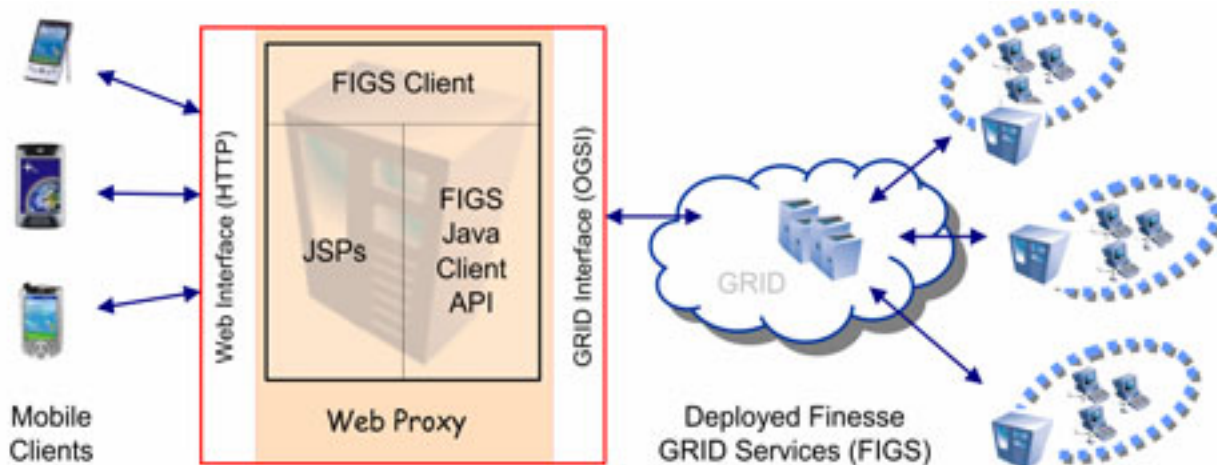 FIGS Client
Web Interface (HTTP)
JSPs
FIGS
Java
Client
API
GRID Interface (OGSI)
GRID
Mobile
Clients
Web Proxy
Deployed Finesse
GRID Services (FIGS)